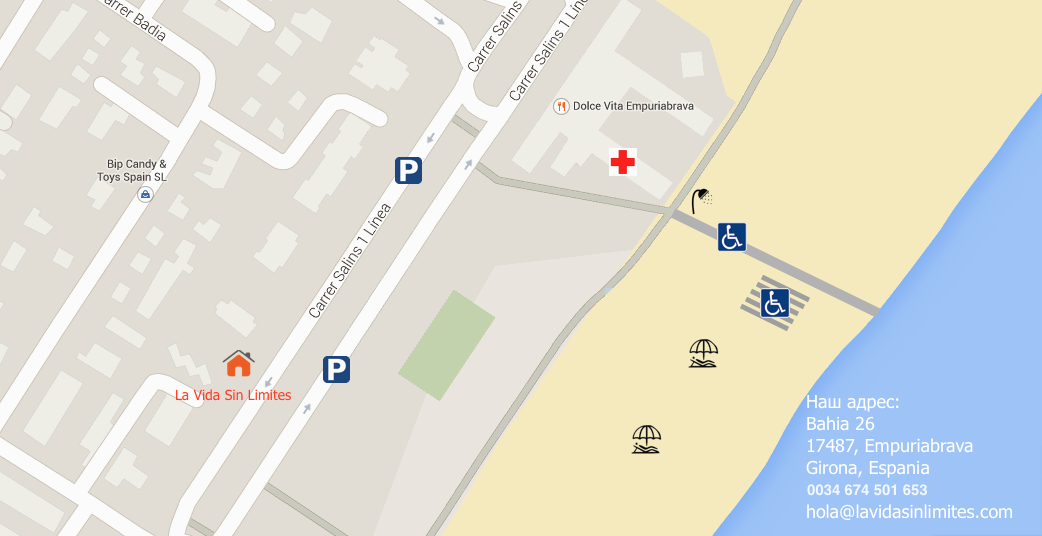 Carrer Badia
Carrer Salins
Carrer Salins 1 Linea
Dolce Vita Empuriabrava
Bip Candy &
Toys Spain SL
P
Carrer Salins 1 Linea
P
La Vida Sin Limites
Наш адрес:
Bahia 26
17487, Empuriabrava
Girona, Espania
0034 674 501 653
hola@lavidasinlimites.com